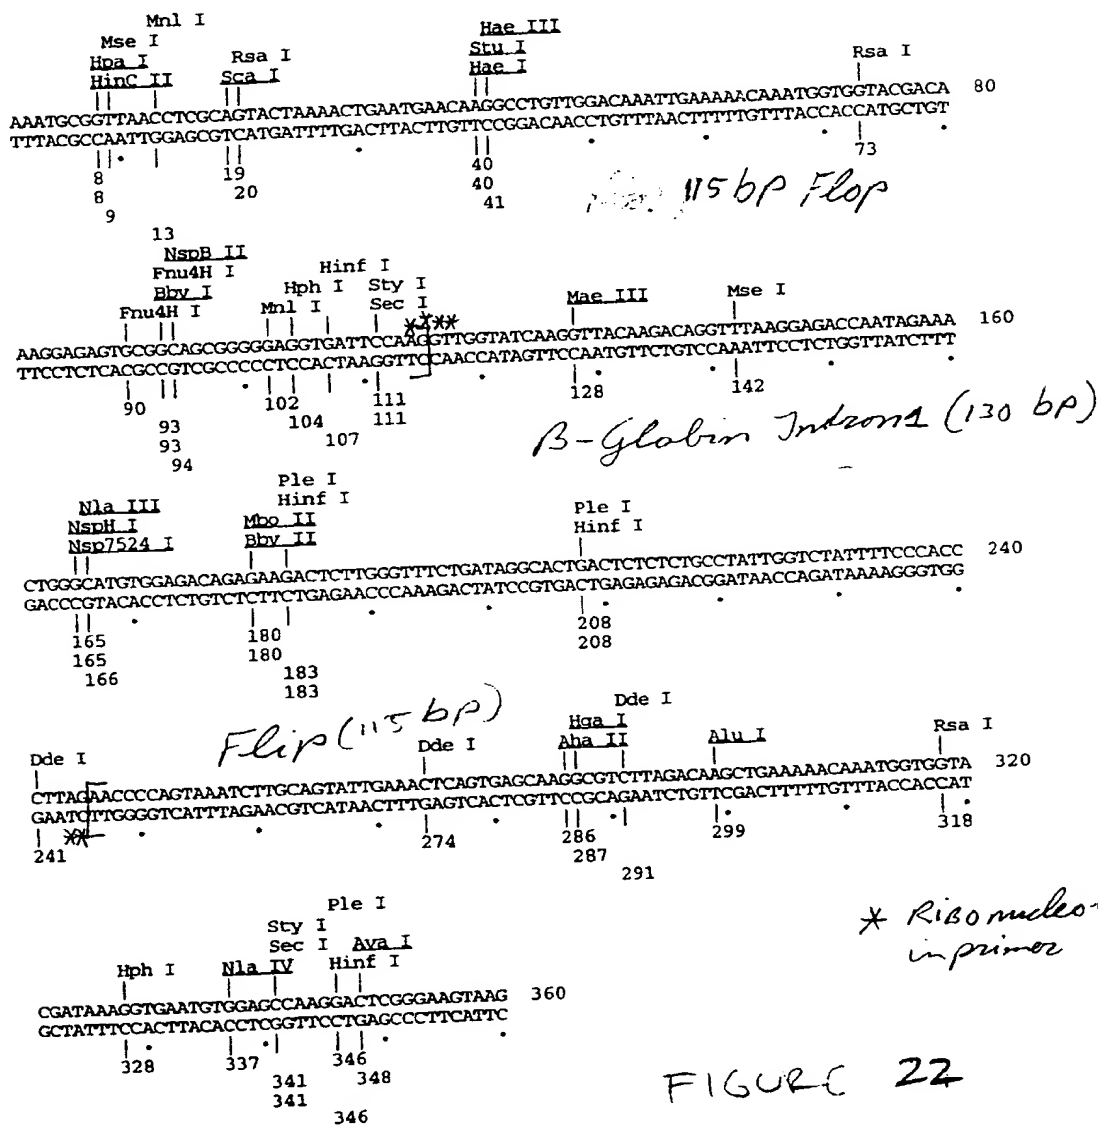 Mnl I
Mse I
Hpa I Rsa I
HinC II Sca I
Hae III
Stu I
Hae I
Rsa I
AAATGCGGTTAACCTCGCAGTACTAAAACTGAATGAACAAGGCCTGTTGGACAAATTGAAAAACAAATGGTGGTACGACA 80
TTTACGCCAATTGGAGCGTCATGATTTTGACTTACTTGTTCCGGACAACCTGTTTAACTTTTTGTTTACCACCATGCTGT
8 19 40 73
8 20 40
9 41
13
115 bp Flop
NspB II
Fnu4H I Hinf I
Bbv I Hph I Sty I
Fnu4H I Mnl I Sec I Mae III Mse I
****
AAGGAGAGTGCGGCAGCGGGGGAGGTGATTCCAAGGTTGGTATCAAGGTTACAAGACAGGTTTAAGGAGACCAATAGAAA 160
TTCCTCTCACGCCGTCGCCCCCTCCACTAAGGTTCCAACCATAGTTCCAATGTTCTGTCCAAATTCCTCTGGTTATCTTT
90 102 111 128 142
93 104 111
93 107
94
β-Globin Intron 1 (130 bp)
Nla III Ple I
NspH I Hinf I Ple I
Nsp7524 I Mbo II Hinf I
Bbv II
CTGGGCATGTGGAGACAGAGAAGACTCTTGGGTTTCTGATAGGCACTGACTCTCTCTGCCTATTGGTCTATTTTCCCACC 240
GACCCGTACACCTCTGTCTCTTCTGAGAACCCAAAGACTATCCGTGACTGAGAGAGACGGATAACCAGATAAAAGGGTGG
165 180 208
165 180 208
166 183
183
Flip (115 bp)
Dde I
Hga I
Dde I Dde I Aha II Alu I Rsa I
CTTAGAACCCCAGTAAATCTTGCAGTATTGAAACTCAGTGAGCAAGGCGTCTTAGACAAGCTGAAAAACAAATGGTGGTA 320
GAATCTTGGGGTCATTTAGAACGTCATAACTTTGAGTCACTCGTTCCGCAGAATCTGTTCGACTTTTTGTTTACCACCAT
**
241 274 286 299 318
287
291
* Ribonucleo-
in primer
Ple I
Sty I
Sec I Ava I
Hph I Nla IV Hinf I
CGATAAAGGTGAATGTGGAGCCAAGGACTCGGGAAGTAAG 360
GCTATTTCCACTTACACCTCGGTTCCTGAGCCCTTCATTC
328 337 346
341 348
341
346
FIGURE 22